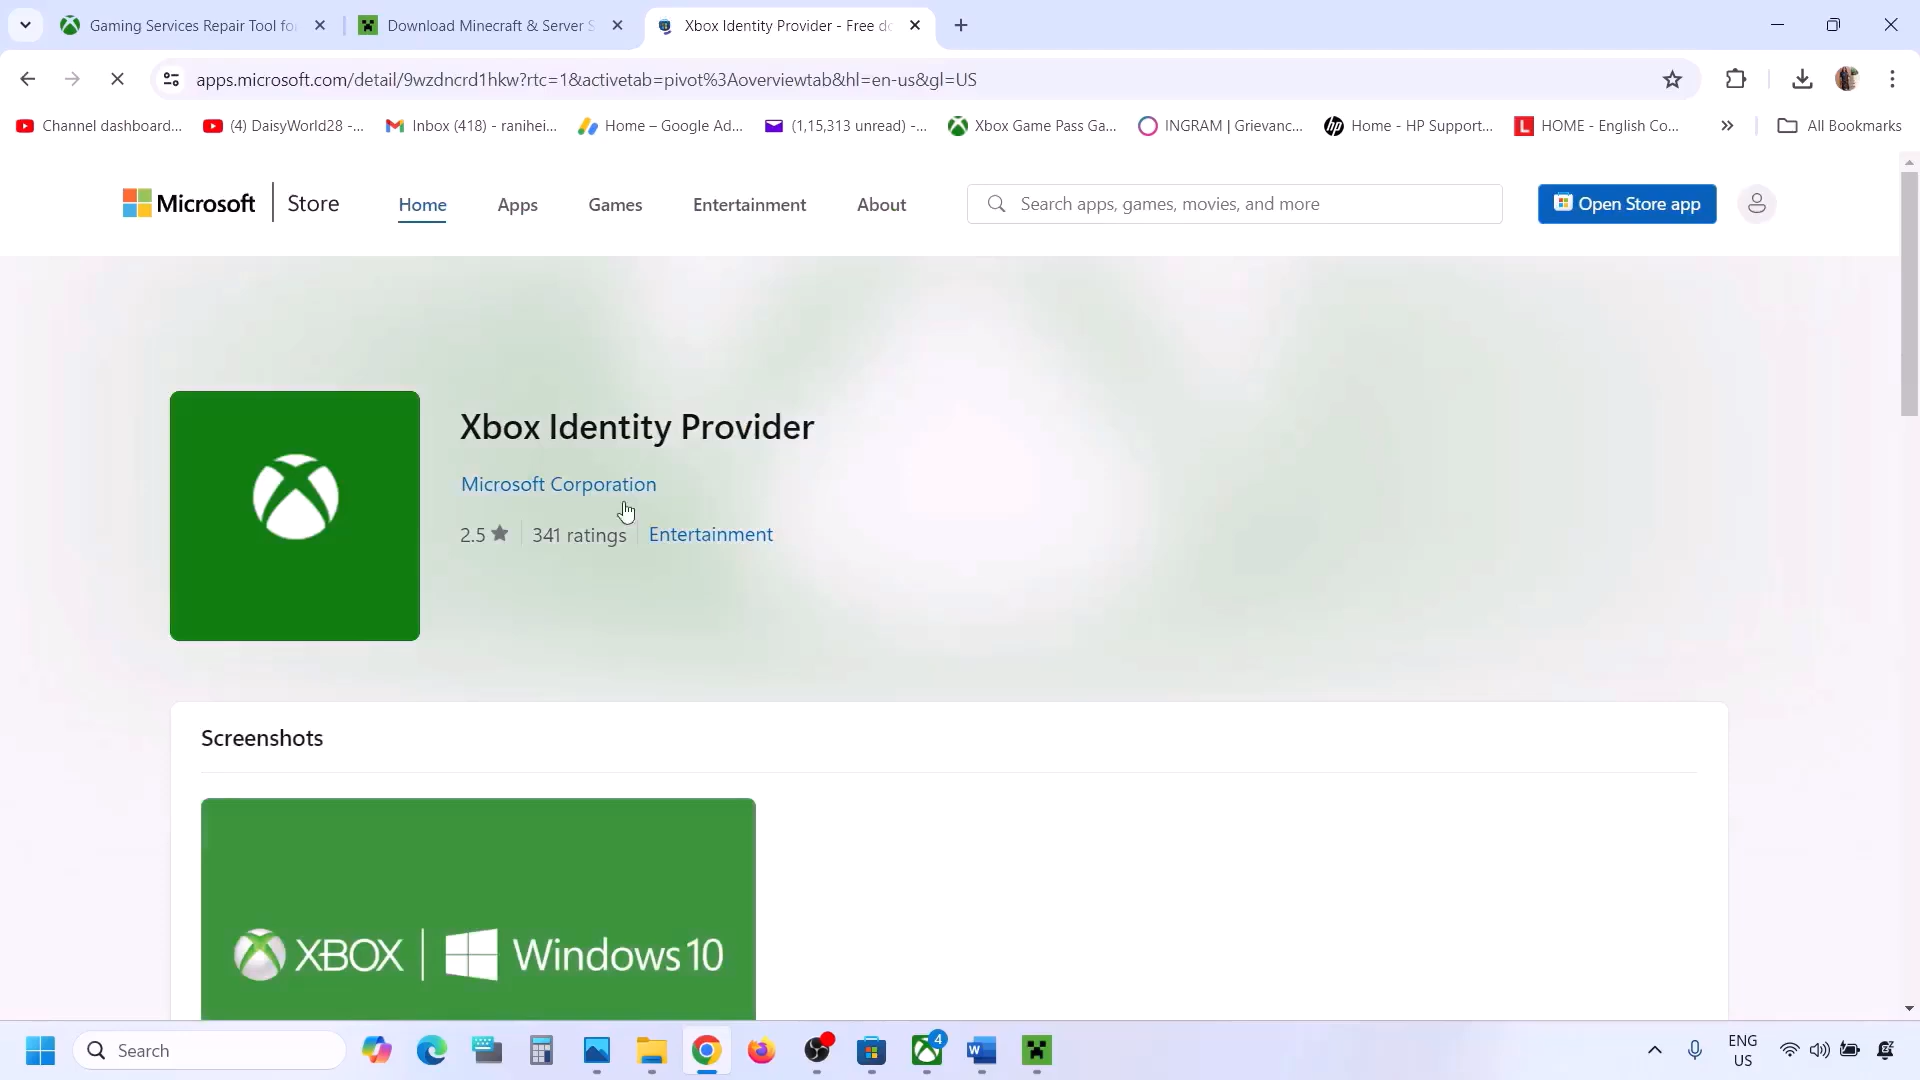 Gaming Services Repair Tool fo
Download Minecraft & Server S
Xbox Identity Provider - Free do
apps.microsoft.com/detail/9wzdncrd1hkw?rtc=1&activetab=pivot%3Aoverviewtab&hl=en-us&gl=US
Channel dashboard...
(4) DaisyWorld28 -...
Inbox (418) - ranihei...
Home – Google Ad...
(1,15,313 unread) -...
Xbox Game Pass Ga...
INGRAM | Grievanc...
Home - HP Support...
HOME - English Co...
All Bookmarks
Microsoft
Store
Home
Apps
Games
Entertainment
About
Search apps, games, movies, and more
Open Store app
Xbox Identity Provider
Microsoft Corporation
2.5
341 ratings
Entertainment
Screenshots
XBOX
Windows 10
Search
4
ENG
US